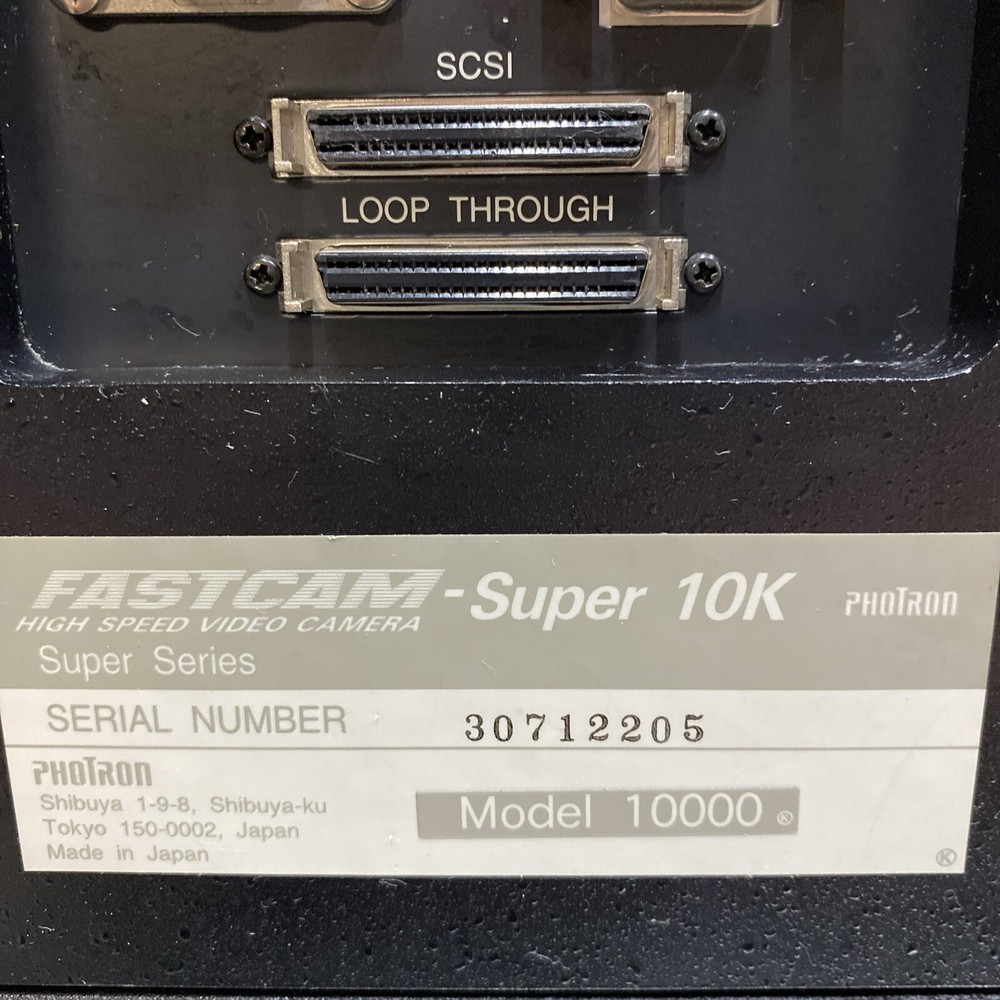 SCSI
LOOP THROUGH
FASTCAM-Super 10K PHOTRON
HIGH SPEED VIDEO CAMERA
Super Series
SERIAL NUMBER 30712205
PHOTRON
Shibuya 1-9-8, Shibuya-ku
Tokyo 150-0002, Japan
Made in Japan
Model 10000 ®
Ⓚ